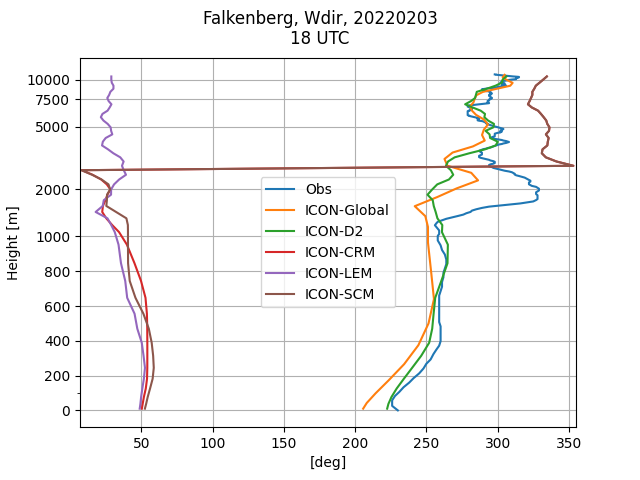 Falkenberg, Wdir, 20220203
18 UTC
10000
7500
5000
2000
1000
800
600
400
200
0
Height [m]
Obs
ICON-Global
ICON-D2
ICON-CRM
ICON-LEM
ICON-SCM
50 100 150 200 250 300 350
[deg]